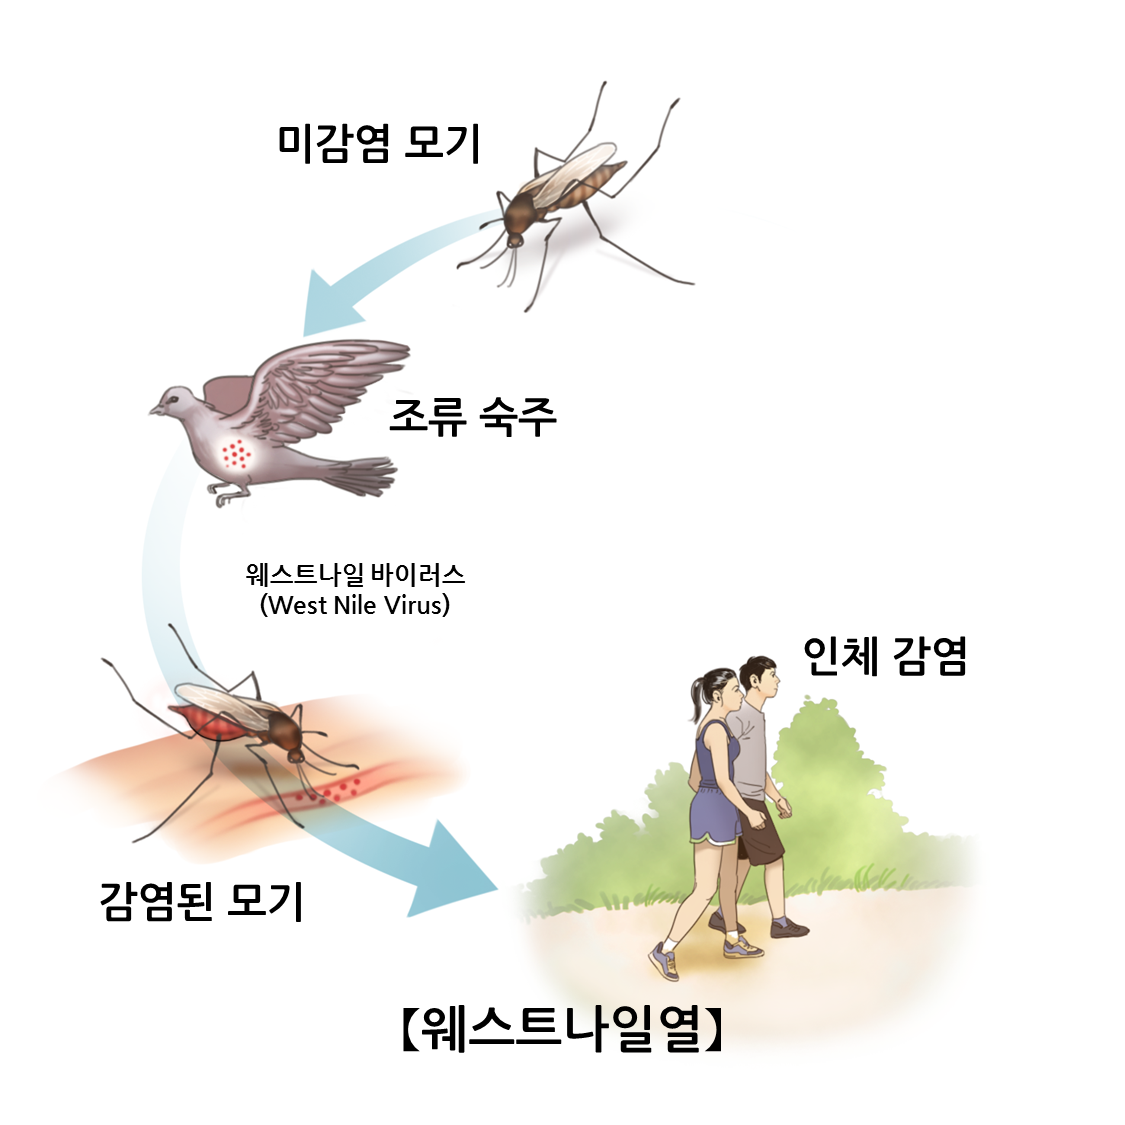 미감염 모기
조류 숙주
웨스트나일 바이러스
(West Nile Virus)
인체 감염
감염된 모기
【웨스트나일열】